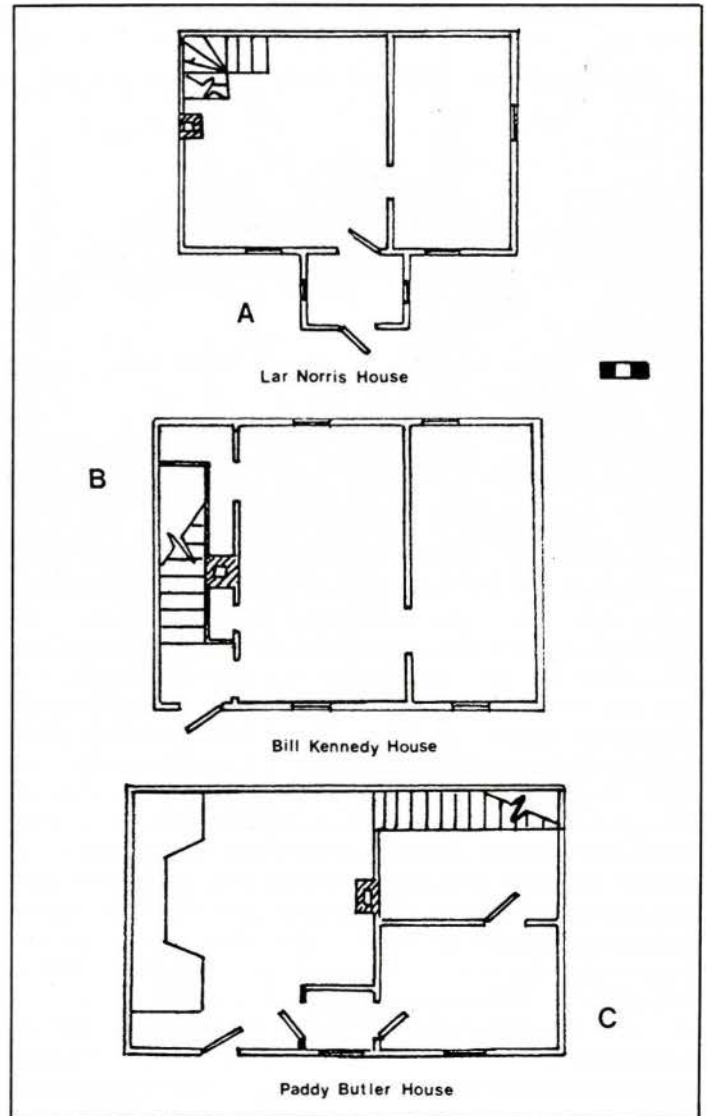 A
Lar Norris House
B
Bill Kennedy House
C
Paddy Butler House